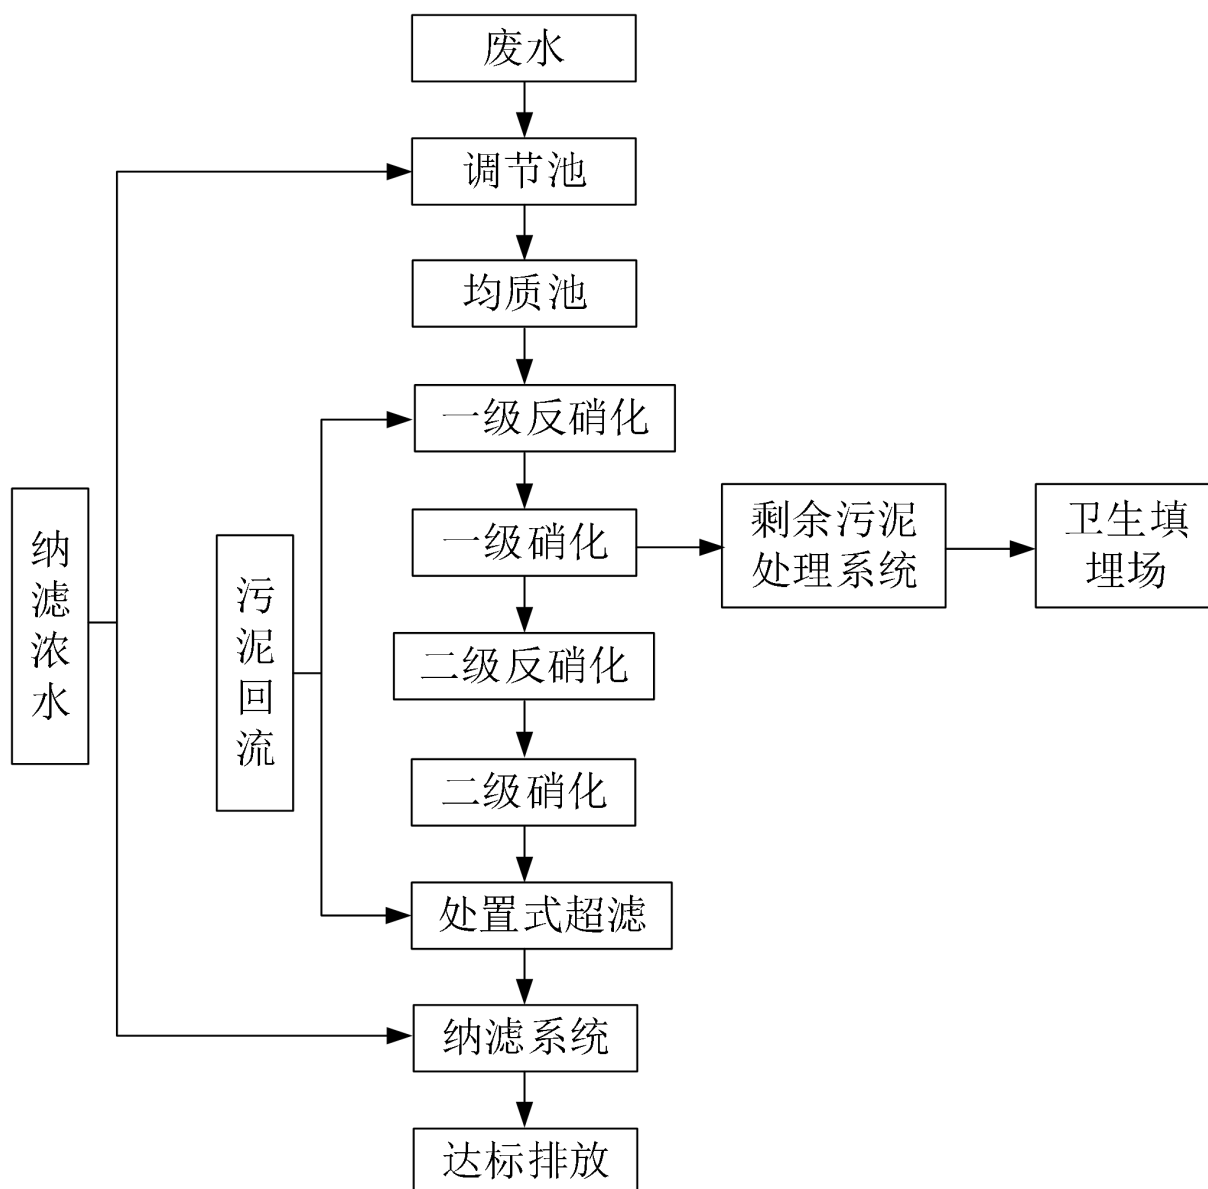 废水
调节池
均质池
一级反硝化
一级硝化
剩余污泥
处理系统
卫生填
埋场
纳滤浓水
污泥回流
二级反硝化
二级硝化
处置式超滤
纳滤系统
达标排放